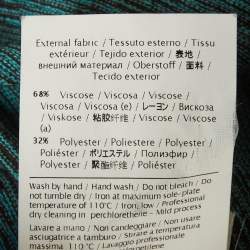 External fabric / Tessuto esterno / Tissu
extérieur / Tejido exterior / 表地 /
внешний материал / Oberstoff / 面料 /
Tecido exterior
68% Viscose / Viscosa / Viscose /
Viscosa / Viscosa (e) / レーヨン / Вискоза
/ Viskose / 粘胶纤维 / Viscose / Viscose
(a)
32% Polyester / Poliestere / Polyester /
Poliéster / ポリエステル / Полиэфир /
Polyester / 聚酯纤维 / Poliéster
Wash by hand / Hand wash / Do not bleach / Do
not tumble dry / Iron at maximum sole-plate
temperature of 110°C / Iron, low / Professional
dry cleaning in perchlorethene - Mild process
Lavare a mano / Non candeggiare / Non usare
asciugatrice a tamburo / Stirare a temperatura
massima 110°C / Lavaggio professionale